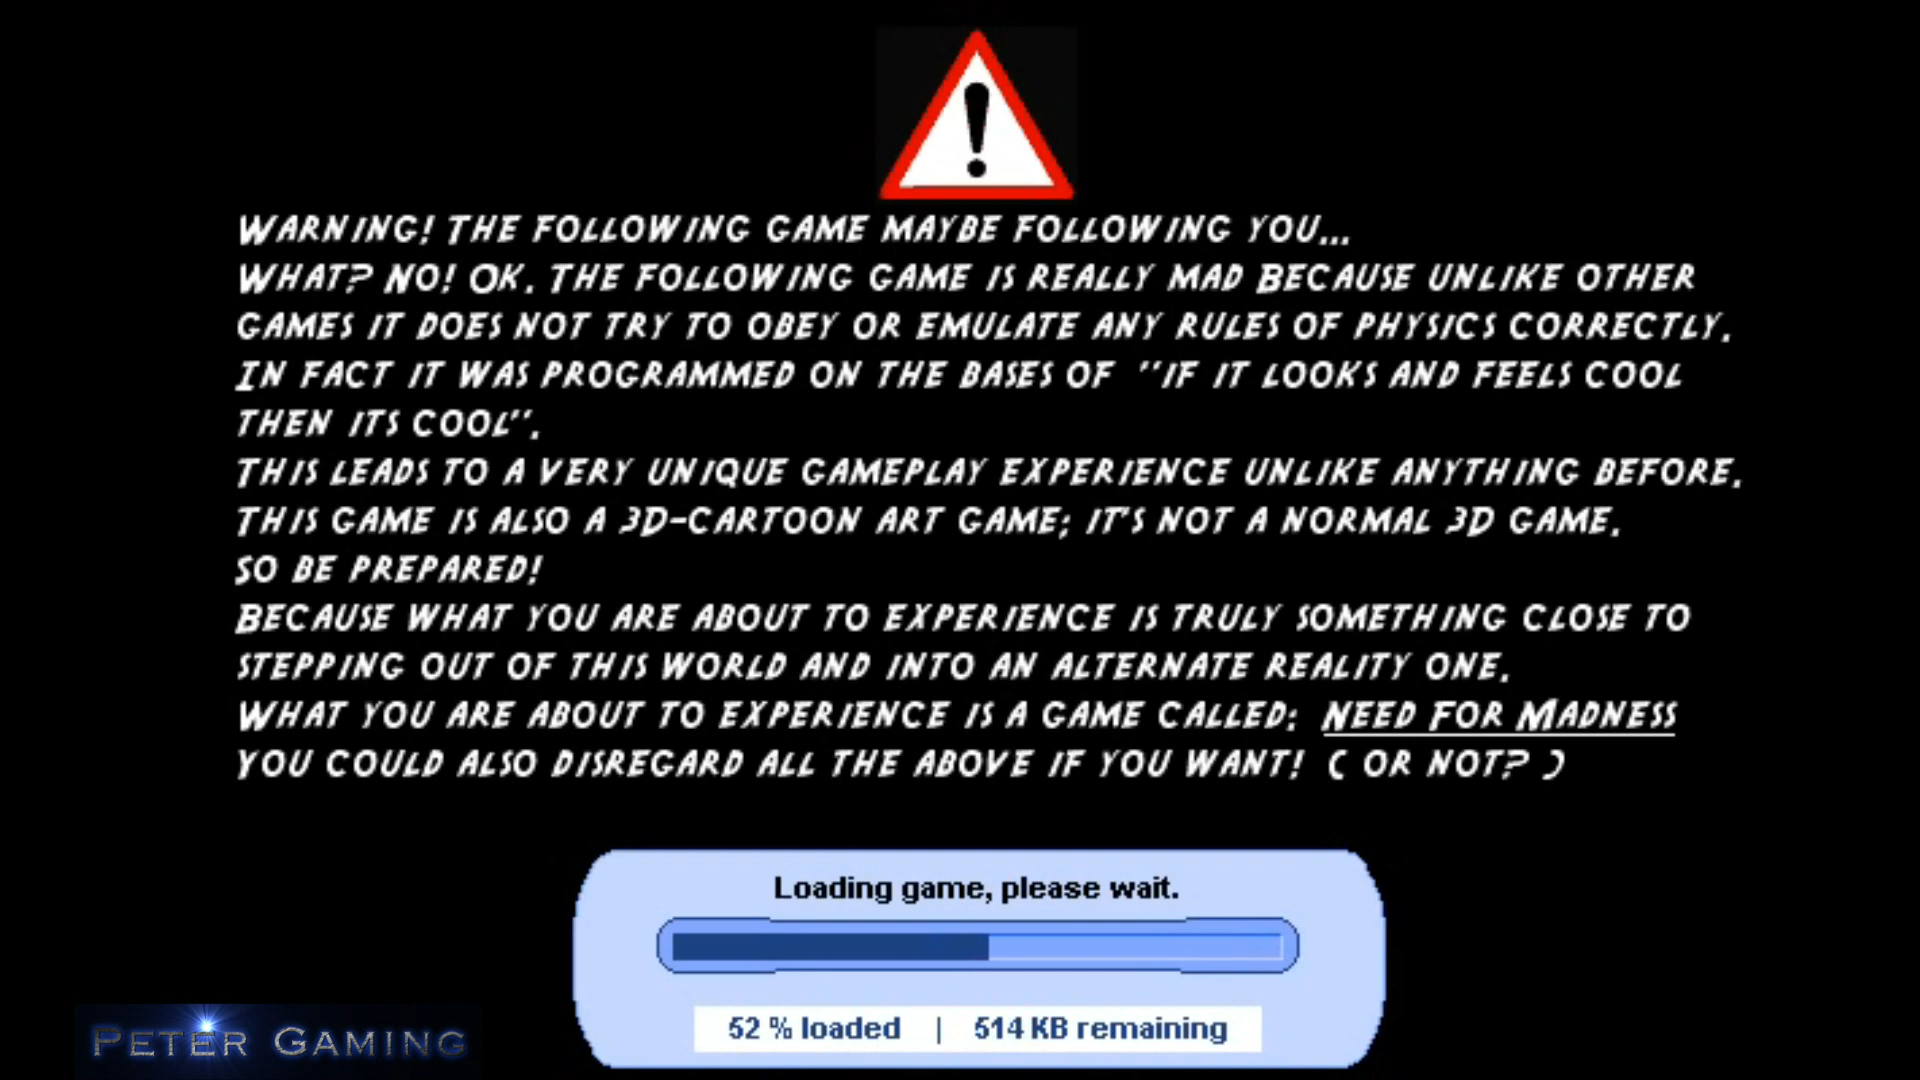 WARNING! THE FOLLOWING GAME MAYBE FOLLOWING YOU...
WHAT? NO! OK. THE FOLLOWING GAME IS REALLY MAD BECAUSE UNLIKE OTHER
GAMES IT DOES NOT TRY TO OBEY OR EMULATE ANY RULES OF PHYSICS CORRECTLY.
IN FACT IT WAS PROGRAMMED ON THE BASES OF ''IF IT LOOKS AND FEELS COOL
THEN ITS COOL''.
THIS LEADS TO A VERY UNIQUE GAMEPLAY EXPERIENCE UNLIKE ANYTHING BEFORE.
THIS GAME IS ALSO A 3D-CARTOON ART GAME; IT'S NOT A NORMAL 3D GAME.
SO BE PREPARED!
BECAUSE WHAT YOU ARE ABOUT TO EXPERIENCE IS TRULY SOMETHING CLOSE TO
STEPPING OUT OF THIS WORLD AND INTO AN ALTERNATE REALITY ONE.
WHAT YOU ARE ABOUT TO EXPERIENCE IS A GAME CALLED: NEED FOR MADNESS
YOU COULD ALSO DISREGARD ALL THE ABOVE IF YOU WANT! ( OR NOT? )
Loading game, please wait.
52 % loaded | 514 KB remaining
PETER GAMING